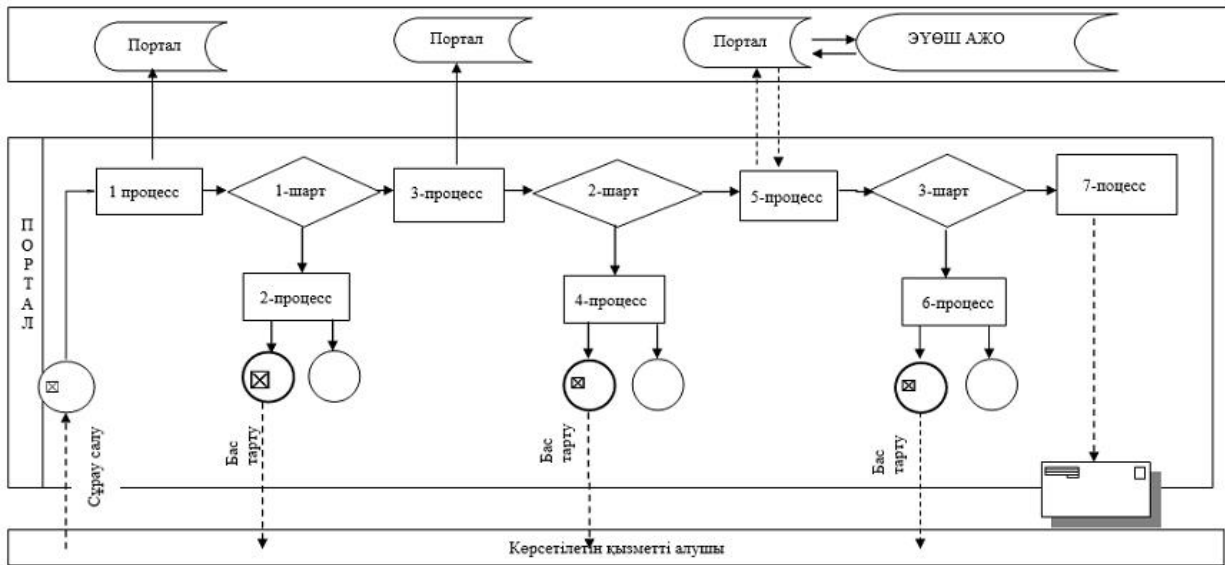 Портал
Портал
Портал
ЭҮӨШ АЖО
ПОРТАЛ
1 процесс
1-шарт
3-процесс
2-шарт
5-процесс
3-шарт
7-поцесс
2-процесс
4-процесс
6-процесс
Сұрау салу
Бас
тарту
Бас
тарту
Бас
тарту
Көрсетілетін қызметті алушы